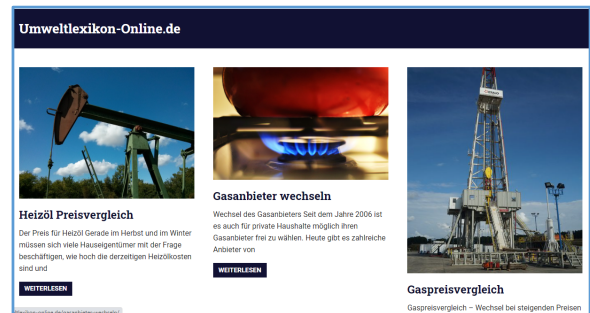 Umweltlexikon-Online.de
Heizöl Preisvergleich
Der Preis für Heizöl Gerade im Herbst und im Winter
müssen sich viele Hauseigentümer mit der Frage
beschäftigen, wie hoch die derzeitigen Heizölkosten
sind und
WEITERLESEN
Gasanbieter wechseln
Wechsel des Gasanbieters Seit dem Jahre 2006 ist
es auch für private Haushalte möglich ihren
Gasanbieter frei zu wählen. Heute gibt es zahlreiche
Anbieter von
WEITERLESEN
Gaspreisvergleich
Gaspreisvergleich – Wechsel bei steigenden Preisen